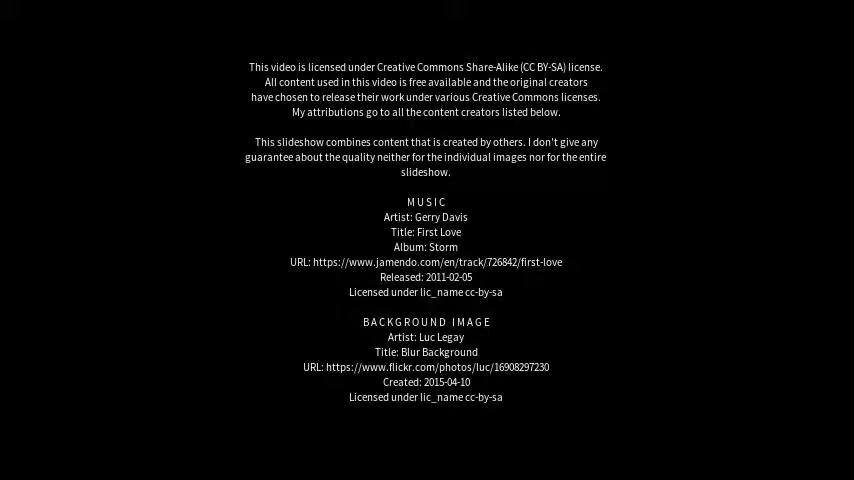 This video is licensed under Creative Commons Share-Alike (CC BY-SA) license.
All content used in this video is free available and the original creators
have chosen to release their work under various Creative Commons licenses.
My attributions go to all the content creators listed below.
This slideshow combines content that is created by others. I don't give any
guarantee about the quality neither for the individual images nor for the entire
slideshow.
MUSIC
Artist: Gerry Davis
Title: First Love
Album: Storm
URL: https://www.jamendo.com/en/track/726842/first-love
Released: 2011-02-05
Licensed under lic_name cc-by-sa
BACKGROUND IMAGE
Artist: Luc Legay
Title: Blur Background
URL: https://www.flickr.com/photos/luc/16908297230
Created: 2015-04-10
Licensed under lic_name cc-by-sa